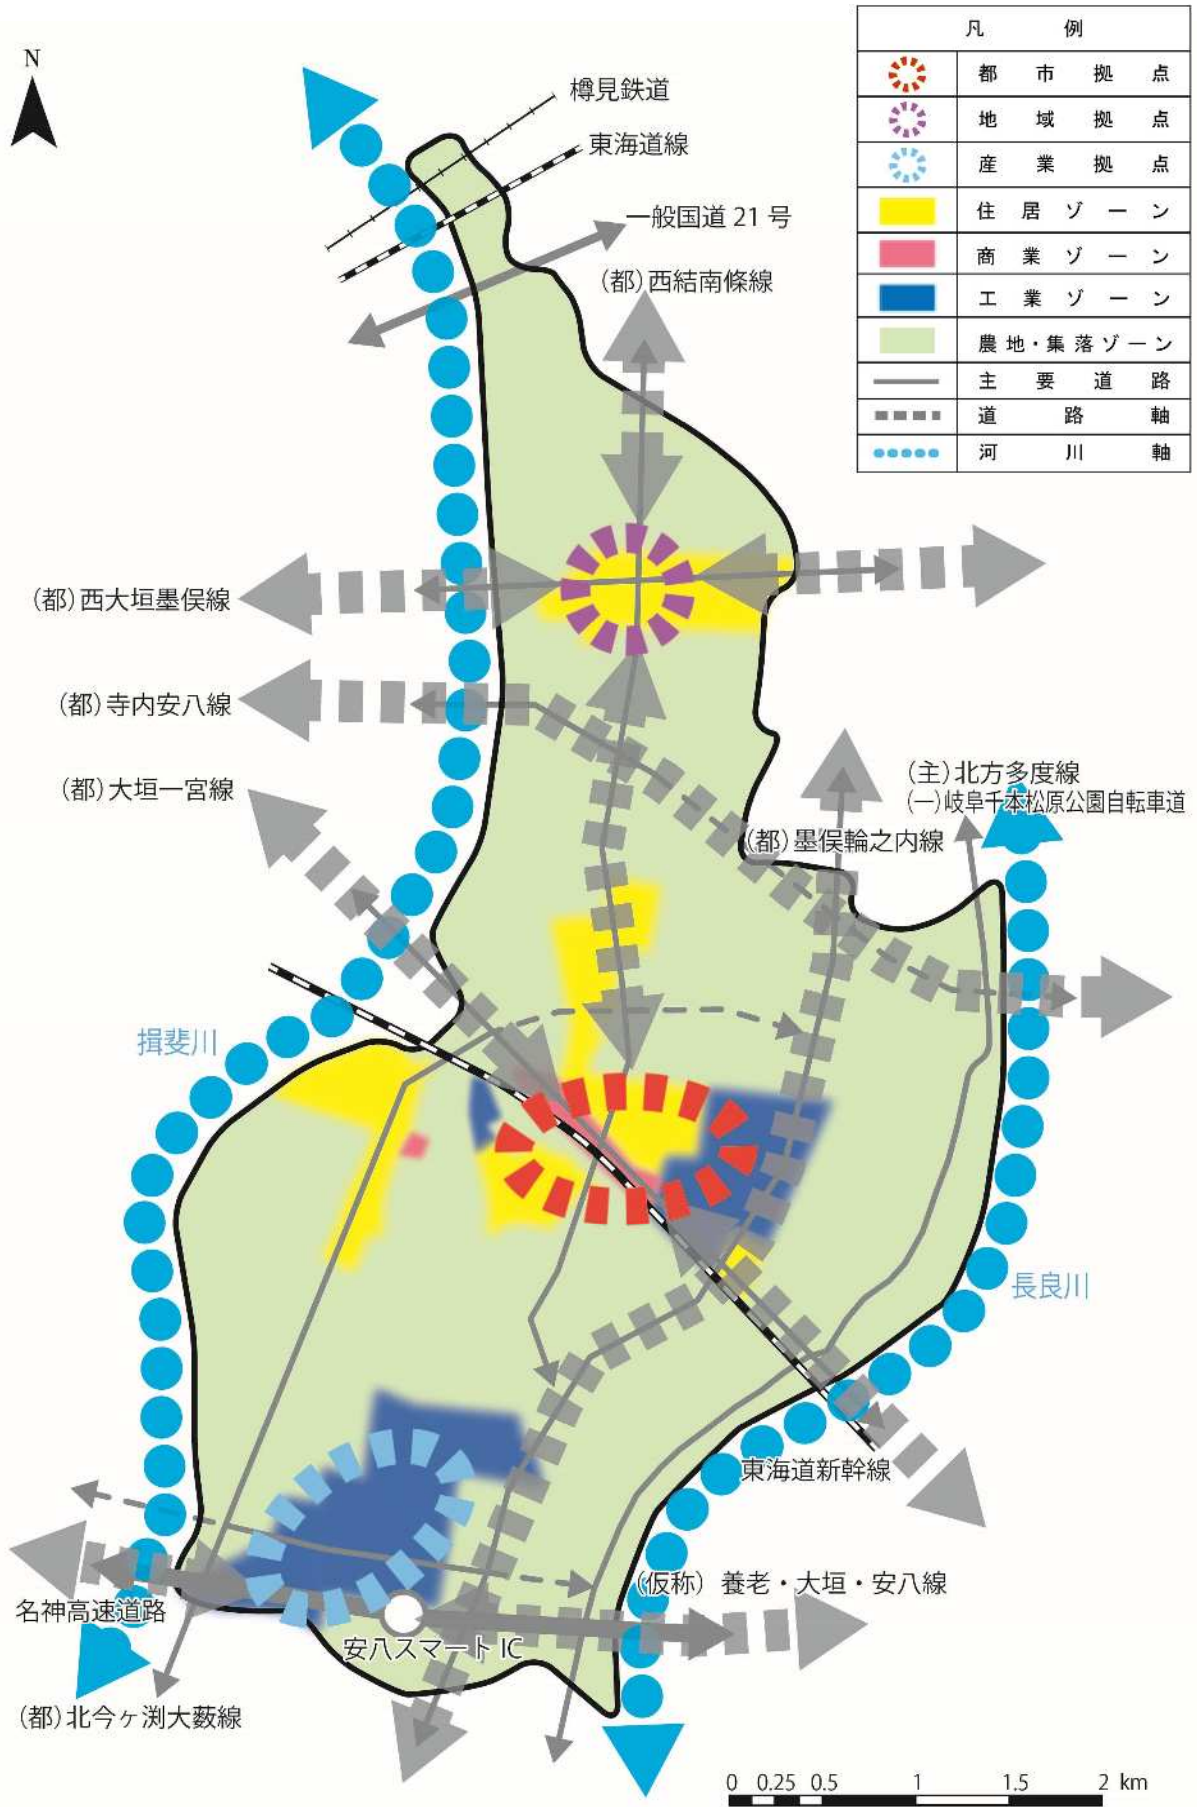 N
凡例
都市拠点
地域拠点
産業拠点
住居ゾーン
商業ゾーン
工業ゾーン
農地・集落ゾーン
主要道路
道路軸
河川軸
樽見鉄道
東海道線
一般国道21号
(都)西結南條線
(都)西大垣墨俣線
(都)寺内安八線
(都)大垣一宮線
(主)北方多度線
(一)岐阜千本松原公園自転車道
(都)墨俣輪之内線
揖斐川
長良川
東海道新幹線
(仮称) 養老・大垣・安八線
名神高速道路
安八スマートIC
(都)北今ヶ渕大薮線
0 0.25 0.5 1 1.5 2 km